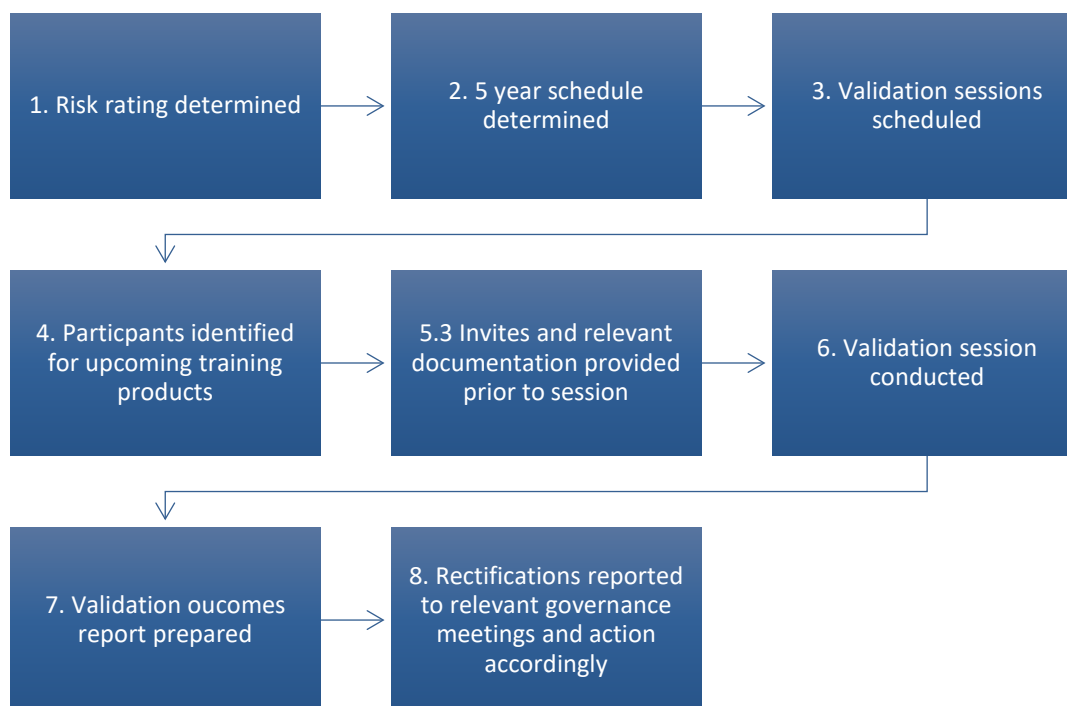 1. Risk rating determined
2. 5 year schedule
determined
3. Validation sessions
scheduled
4. Particpants identified
for upcoming training
products
5.3 Invites and relevant
documentation provided
prior to session
6. Validation session
conducted
7. Validation oucomes
report prepared
8. Rectifications reported
to relevant governance
meetings and action
accordingly